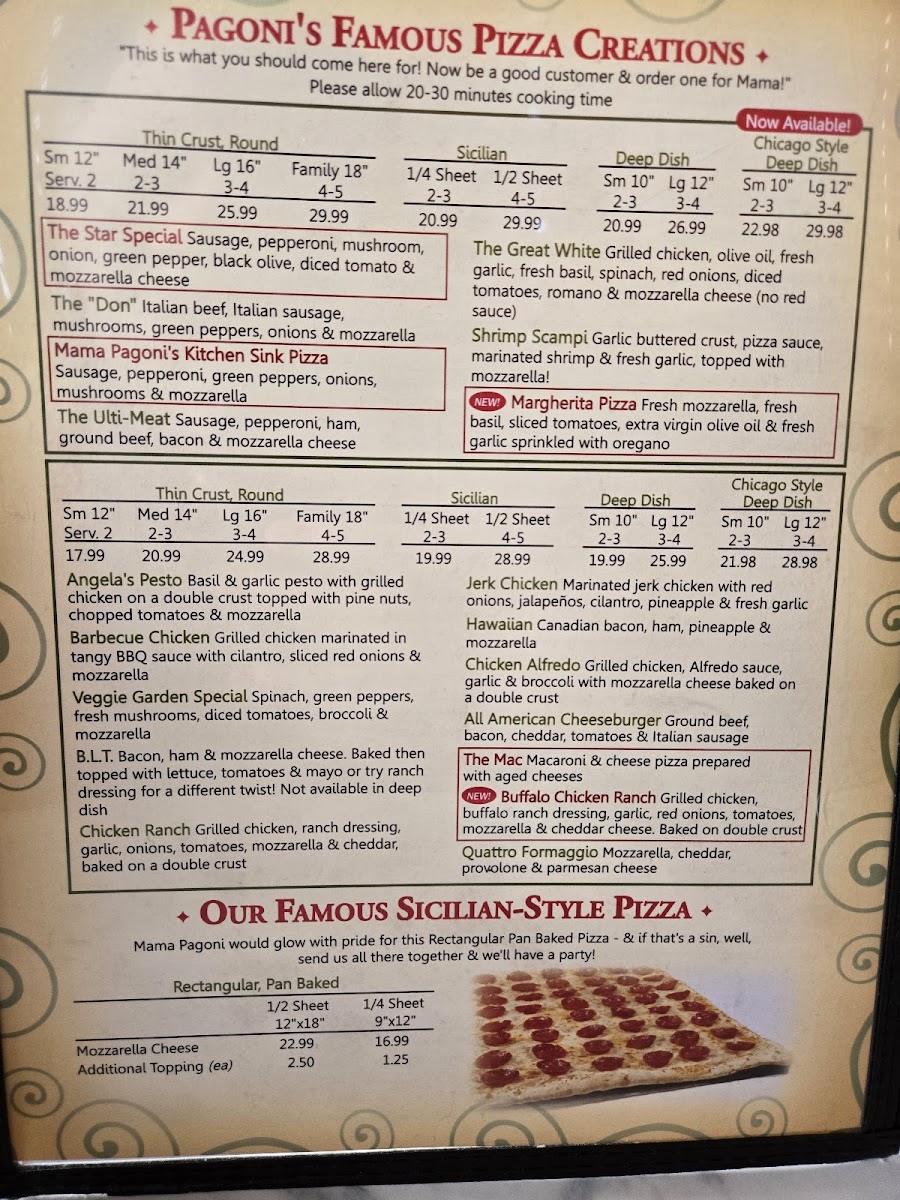 PAGONI'S FAMOUS PIZZA CREATIONS
"This is what you should come here for! Now be a good customer & order one for Mama!"
Please allow 20-30 minutes cooking time
Now Available!
Thin Crust, Round
Sm 12" Med 14" Lg 16" Family 18"
Serv. 2 2-3 3-4 4-5
18.99 21.99 25.99 29.99
Sicilian
1/4 Sheet 1/2 Sheet
2-3 4-5
20.99 29.99
Deep Dish
Sm 10" Lg 12"
2-3 3-4
20.99 26.99
Chicago Style
Deep Dish
Sm 10" Lg 12"
2-3 3-4
22.98 29.98
The Star Special Sausage, pepperoni, mushroom,
onion, green pepper, black olive, diced tomato &
mozzarella cheese
The "Don" Italian beef, Italian sausage,
mushrooms, green peppers, onions & mozzarella
Mama Pagoni's Kitchen Sink Pizza
Sausage, pepperoni, green peppers, onions,
mushrooms & mozzarella
The Ulti-Meat Sausage, pepperoni, ham,
ground beef, bacon & mozzarella cheese
The Great White Grilled chicken, olive oil, fresh
garlic, fresh basil, spinach, red onions, diced
tomatoes, romano & mozzarella cheese (no red
sauce)
Shrimp Scampi Garlic buttered crust, pizza sauce,
marinated shrimp & fresh garlic, topped with
mozzarella!
NEW! Margherita Pizza Fresh mozzarella, fresh
basil, sliced tomatoes, extra virgin olive oil & fresh
garlic sprinkled with oregano
Thin Crust, Round
Sm 12" Med 14" Lg 16" Family 18"
Serv. 2 2-3 3-4 4-5
17.99 20.99 24.99 28.99
Sicilian
1/4 Sheet 1/2 Sheet
2-3 4-5
19.99 28.99
Deep Dish
Sm 10" Lg 12"
2-3 3-4
19.99 25.99
Chicago Style
Deep Dish
Sm 10" Lg 12"
2-3 3-4
21.98 28.98
Angela's Pesto Basil & garlic pesto with grilled
chicken on a double crust topped with pine nuts,
chopped tomatoes & mozzarella
Barbecue Chicken Grilled chicken marinated in
tangy BBQ sauce with cilantro, sliced red onions &
mozzarella
Veggie Garden Special Spinach, green peppers,
fresh mushrooms, diced tomatoes, broccoli &
mozzarella
B.L.T. Bacon, ham & mozzarella cheese. Baked then
topped with lettuce, tomatoes & mayo or try ranch
dressing for a different twist! Not available in deep
dish
Chicken Ranch Grilled chicken, ranch dressing,
garlic, onions, tomatoes, mozzarella & cheddar,
baked on a double crust
Jerk Chicken Marinated jerk chicken with red
onions, jalapeños, cilantro, pineapple & fresh garlic
Hawaiian Canadian bacon, ham, pineapple &
mozzarella
Chicken Alfredo Grilled chicken, Alfredo sauce,
garlic & broccoli with mozzarella cheese baked on
a double crust
All American Cheeseburger Ground beef,
bacon, cheddar, tomatoes & Italian sausage
The Mac Macaroni & cheese pizza prepared
with aged cheeses
NEW! Buffalo Chicken Ranch Grilled chicken,
buffalo ranch dressing, garlic, red onions, tomatoes,
mozzarella & cheddar cheese. Baked on double crust
Quattro Formaggio Mozzarella, cheddar,
provolone & parmesan cheese
OUR FAMOUS SICILIAN-STYLE PIZZA
Mama Pagoni would glow with pride for this Rectangular Pan Baked Pizza - & if that's a sin, well,
send us all there together & we'll have a party!
Rectangular, Pan Baked
1/2 Sheet 1/4 Sheet
12"x18" 9"x12"
Mozzarella Cheese 22.99 16.99
Additional Topping (ea) 2.50 1.25